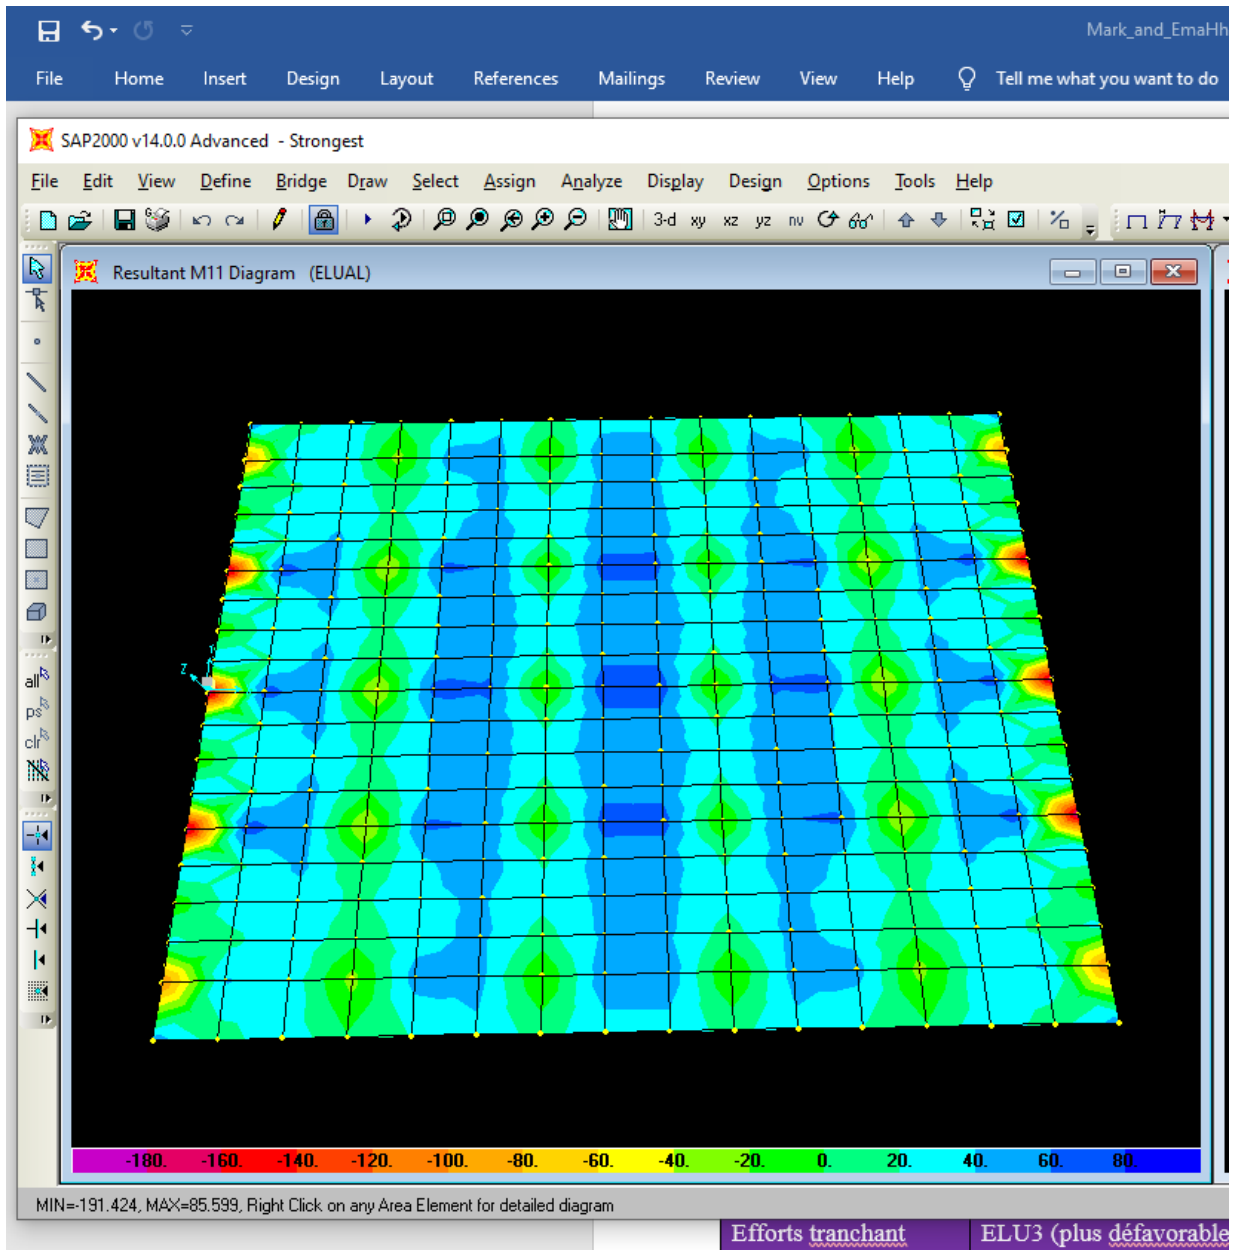 Mark_and_EmaHh
File Home Insert Design Layout References Mailings Review View Help Tell me what you want to do
SAP2000 v14.0.0 Advanced - Strongest
File Edit View Define Bridge Draw Select Assign Analyze Display Design Options Tools Help
3-d xy xz yz nv
Resultant M11 Diagram (ELUAL)
Z
all
ps
clr
-180. -160. -140. -120. -100. -80. -60. -40. -20. 0. 20. 40. 60. 80.
MIN=-191.424, MAX=85.599, Right Click on any Area Element for detailed diagram
Efforts tranchant ELU3 (plus défavorable